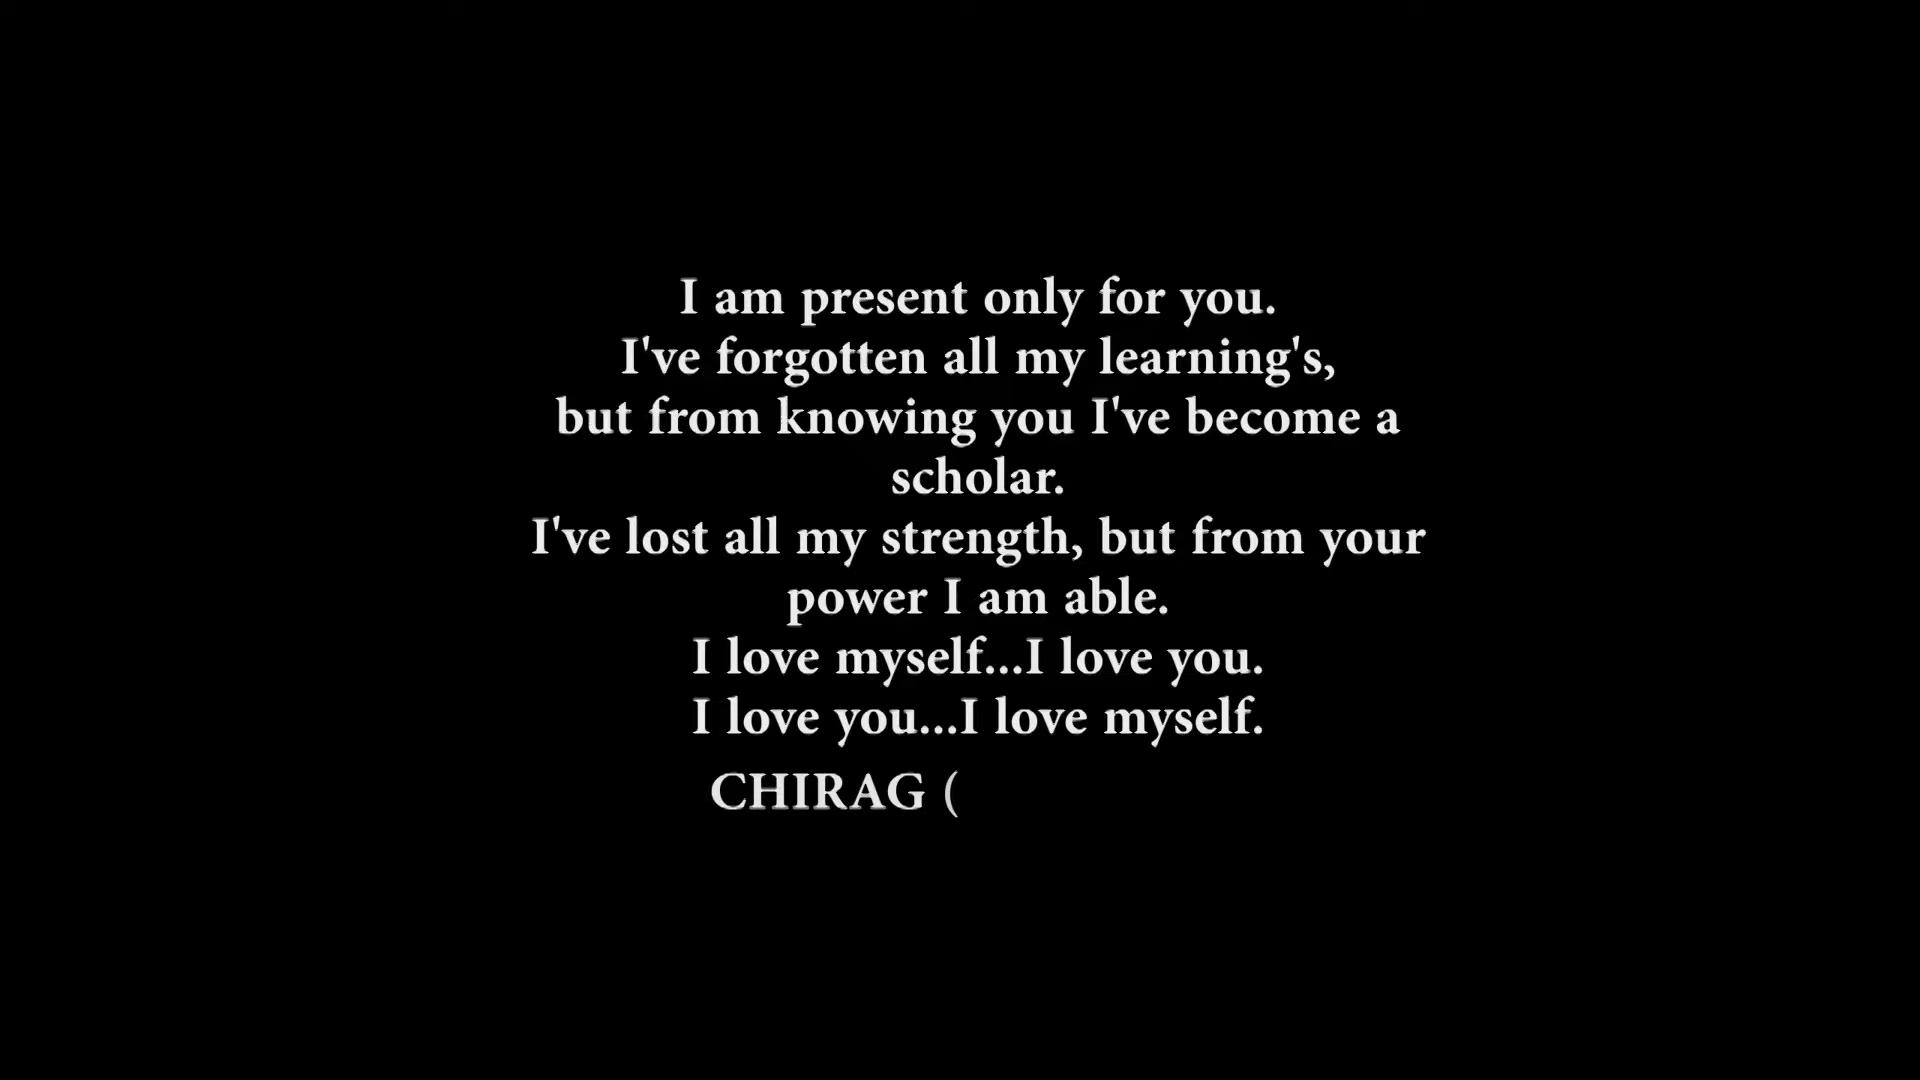 I am present only for you.
I've forgotten all my learning's,
but from knowing you I've become a
scholar.
I've lost all my strength, but from your
power I am able.
I love myself...I love you.
I love you...I love myself.
CHIRAG (